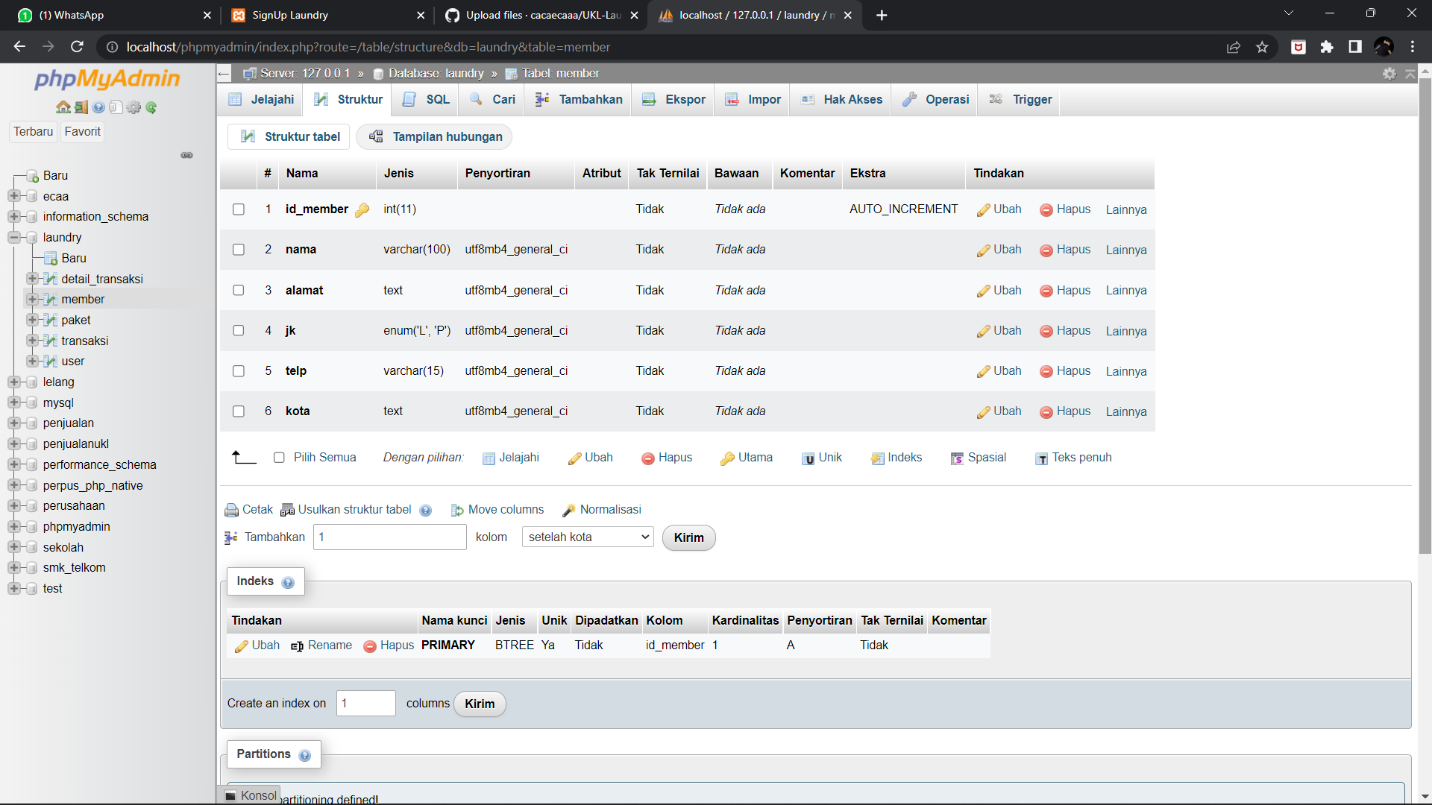 (1) WhatsApp
SignUp Laundry
Upload files · cacaecaaa/UKL-Lau
localhost / 127.0.0.1 / laundry / m
localhost/phpmyadmin/index.php?route=/table/structure&db=laundry&table=member
phpMyAdmin
Terbaru Favorit
Baru
ecaa
information_schema
laundry
Baru
detail_transaksi
member
paket
transaksi
user
lelang
mysql
penjualan
penjualanukl
performance_schema
perpus_php_native
perusahaan
phpmyadmin
sekolah
smk_telkom
test
Server: 127.0.0.1 » Database: laundry » Tabel: member
Jelajahi Struktur SQL Cari Tambahkan Ekspor Impor Hak Akses Operasi Trigger
Struktur tabel Tampilan hubungan
# Nama Jenis Penyortiran Atribut Tak Ternilai Bawaan Komentar Ekstra Tindakan
1 id_member int(11) Tidak Tidak ada AUTO_INCREMENT Ubah Hapus Lainnya
2 nama varchar(100) utf8mb4_general_ci Tidak Tidak ada Ubah Hapus Lainnya
3 alamat text utf8mb4_general_ci Tidak Tidak ada Ubah Hapus Lainnya
4 jk enum('L', 'P') utf8mb4_general_ci Tidak Tidak ada Ubah Hapus Lainnya
5 telp varchar(15) utf8mb4_general_ci Tidak Tidak ada Ubah Hapus Lainnya
6 kota text utf8mb4_general_ci Tidak Tidak ada Ubah Hapus Lainnya
Pilih Semua Dengan pilihan: Jelajahi Ubah Hapus Utama Unik Indeks Spasial Teks penuh
Cetak Usulkan struktur tabel Move columns Normalisasi
Tambahkan 1 kolom setelah kota Kirim
Indeks
Tindakan Nama kunci Jenis Unik Dipadatkan Kolom Kardinalitas Penyortiran Tak Ternilai Komentar
Ubah Rename Hapus PRIMARY BTREE Ya Tidak id_member 1 A Tidak
Create an index on 1 columns Kirim
Partitions
Konsol partitioning defined!